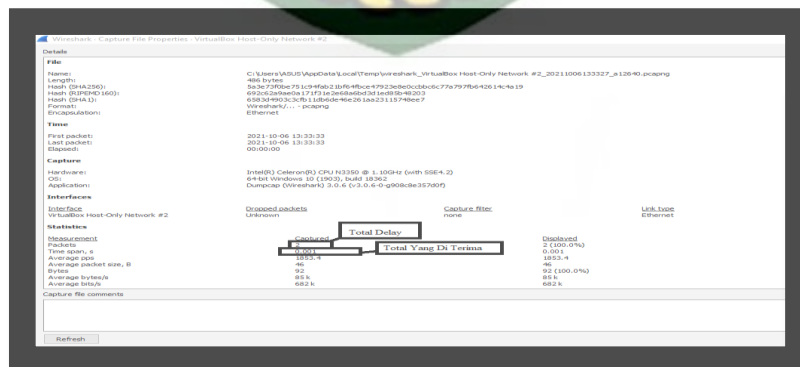 Wireshark - Capture File Properties - VirtualBox Host-Only Network #2
Details
File
Name: C:\Users\ASUS\AppData\Local\Temp\wireshark_VirtualBox Host-Only Network #2_20211006133327_a12640.pcapng
Length: 486 bytes
Hash (SHA256):
Hash (RIPEMD160):
Hash (SHA1):
Format: Wireshark/... - pcapng
Encapsulation: Ethernet
Time
First packet: 2021-10-06 13:33:33
Last packet: 2021-10-06 13:33:33
Elapsed: 00:00:00
Capture
Hardware: Intel(R) Celeron(R) CPU N3350 @ 1.10GHz (with SSE4.2)
OS: 64-bit Windows 10 (1903), build 18362
Application: Dumpcap (Wireshark) 3.0.6 (v3.0.6-0-g908c8e357d0f)
Interfaces
Interface Dropped packets Capture filter Link type
VirtualBox Host-Only Network #2 Unknown none Ethernet
Statistics
Total Delay
Measurement Captured Displayed
Packets 2 2 (100.0%)
Total Yang Di Terima
Time span, s 0.001 0.001
Average pps 1853.4 1853.4
Average packet size, B 46 46
Bytes 92 92 (100.0%)
Average bytes/s 85 k 85 k
Average bits/s 682 k 682 k
Capture file comments
Refresh